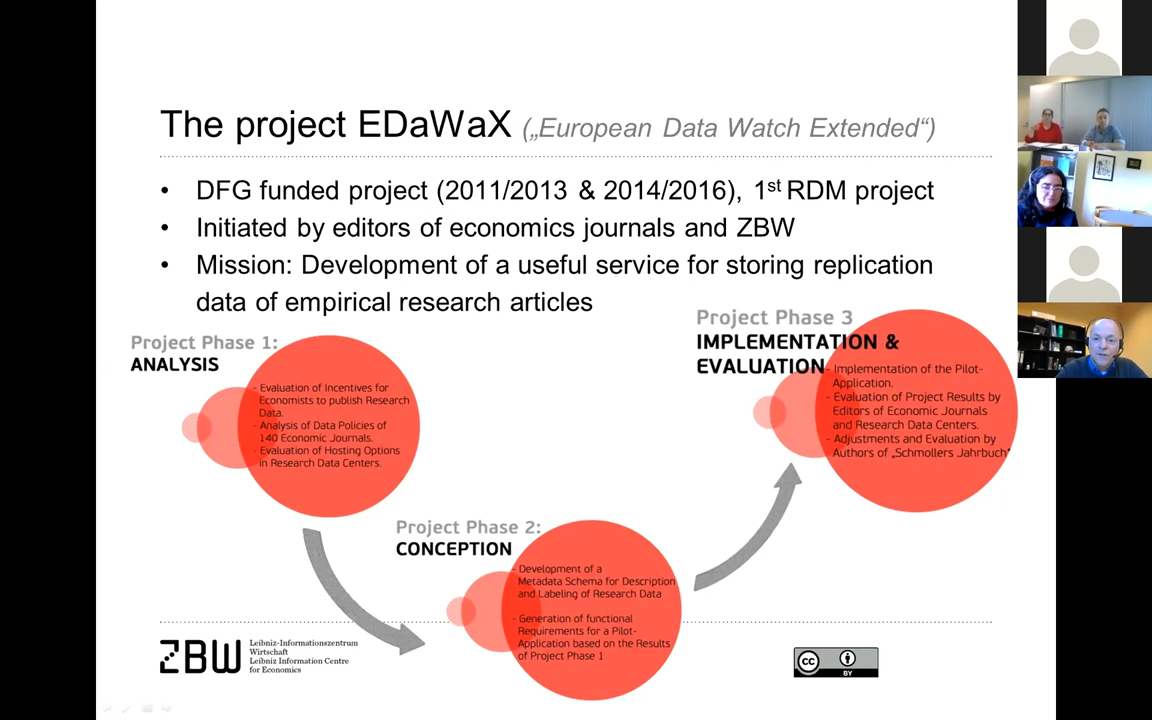 The project EDaWaX („European Data Watch Extended“)
• DFG funded project (2011/2013 & 2014/2016), 1st RDM project
• Initiated by editors of economics journals and ZBW
• Mission: Development of a useful service for storing replication
data of empirical research articles
Project Phase 1:
ANALYSIS
- Evaluation of Incentives for
Economists to publish Research
Data.
- Analysis of Data Policies of
140 Economic Journals.
- Evaluation of Hosting Options
in Research Data Centers.
Project Phase 2:
CONCEPTION
- Development of a
Metadata Schema for Description
and Labeling of Research Data
- Generation of functional
Requirements for a Pilot-
Application based on the Results
of Project Phase 1
Project Phase 3
IMPLEMENTATION &
EVALUATION
- Implementation of the Pilot-
Application.
- Evaluation of Project Results by
Editors of Economic Journals
and Research Data Centers.
- Adjustments and Evaluation by
Authors of „Schmollers Jahrbuch“
ZBW
Leibniz-Informationszentrum
Wirtschaft
Leibniz Information Centre
for Economics
cc
BY